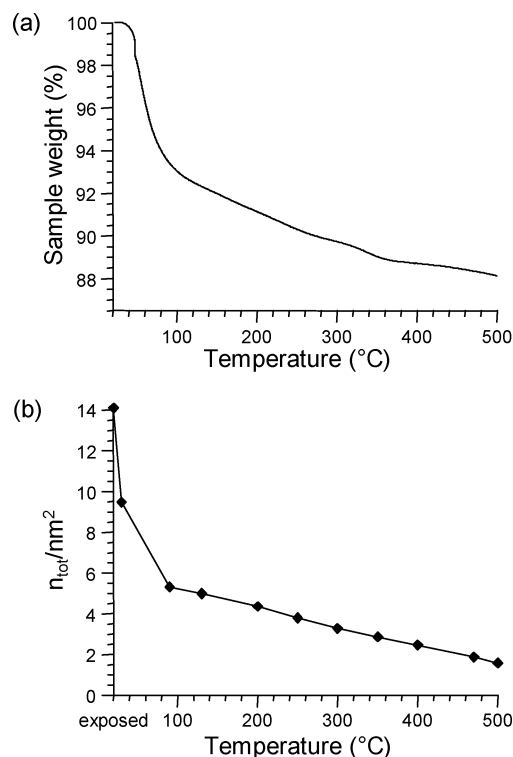 (a)
Sample weight (%)
100
98
96
94
92
90
88
100 200 300 400 500
Temperature (°C)
(b)
n_tot/nm²
14
12
10
8
6
4
2
0
exposed 100 200 300 400 500
Temperature (°C)